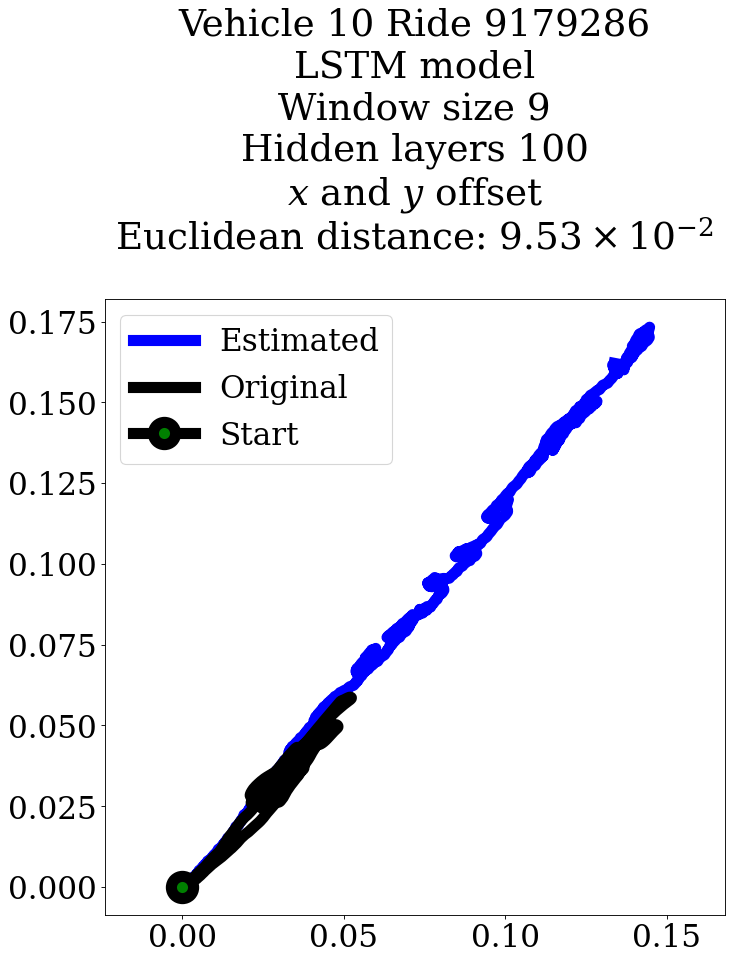 Vehicle 10 Ride 9179286
LSTM model
Window size 9
Hidden layers 100
x and y offset
Euclidean distance: 9.53 × 10⁻²
0.175
0.150
0.125
0.100
0.075
0.050
0.025
0.000
Estimated
Original
Start
0.00 0.05 0.10 0.15